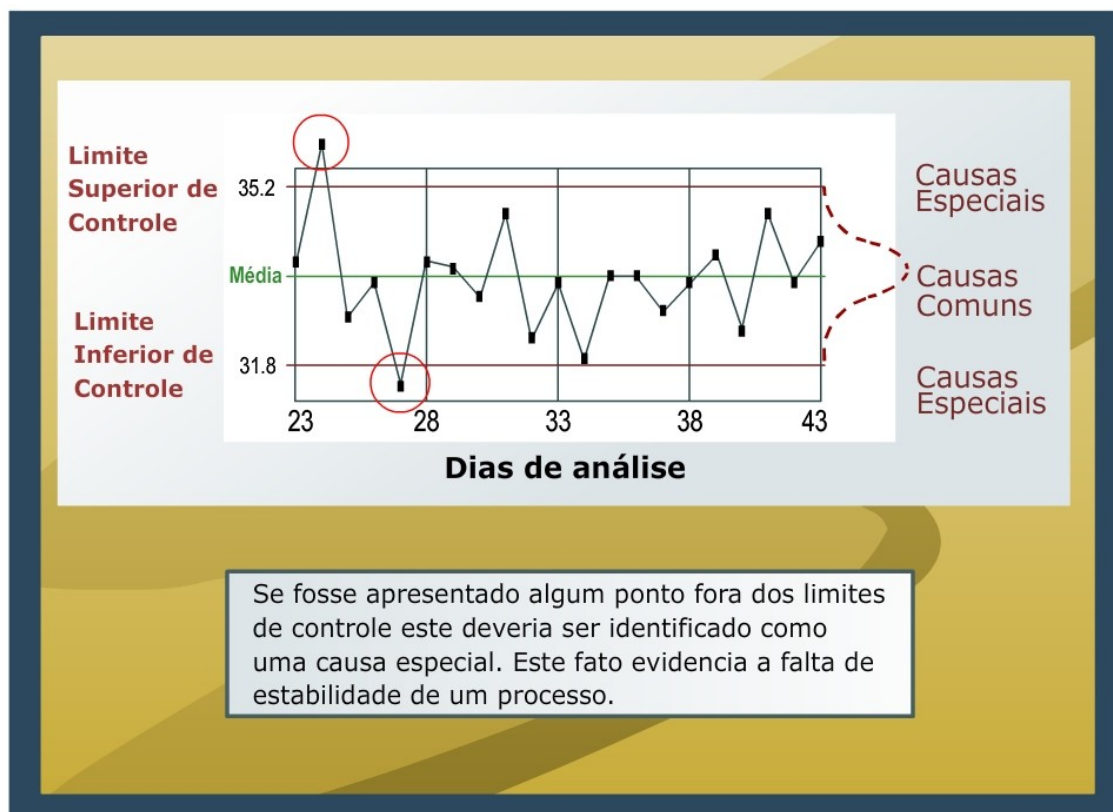 Limite
Superior de
Controle
35.2
Média
Limite
Inferior de
Controle
31.8
23 28 33 38 43
Dias de análise
Causas
Especiais
Causas
Comuns
Causas
Especiais
Se fosse apresentado algum ponto fora dos limites
de controle este deveria ser identificado como
uma causa especial. Este fato evidencia a falta de
estabilidade de um processo.